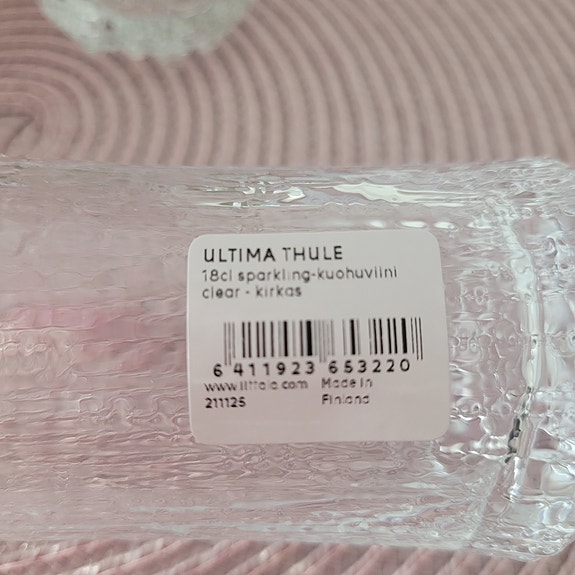 ULTIMA THULE
18cl sparkling-kuohuviini
clear - kirkas
6 411923 653220
www.iittala.com Made in
211125 Finland